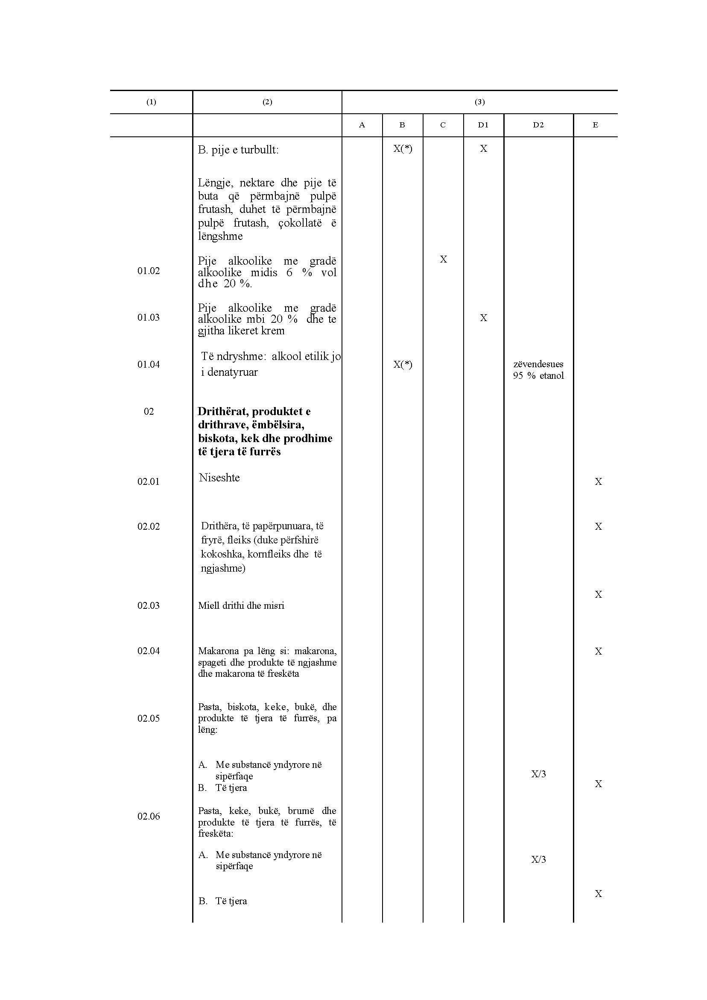 (1) (2) (3)
A B C D1 D2 E
B. pije e turbullt: X(*) X
Lëngje, nektare dhe pije të
buta që përmbajnë pulpë
frutash, duhet të përmbajnë
pulpë frutash, çokollatë ë
lëngshme
01.02 Pije alkoolike me gradë X
alkoolike midis 6 % vol
dhe 20 %.
01.03 Pije alkoolike me gradë
alkoolike mbi 20 % dhe te X
gjitha likeret krem
01.04 Të ndryshme: alkool etilik jo X(*) zëvendesues
i denatyruar 95 % etanol
02 Drithërat, produktet e
drithrave, ëmbëlsira,
biskota, kek dhe prodhime
të tjera të furrës
02.01 Niseshte X
02.02 Drithëra, të papërpunuara, të X
fryrë, fleiks (duke përfshirë
kokoshka, kornfleiks dhe të
ngjashme)
X
02.03 Miell drithi dhe misri
02.04 Makarona pa lëng si: makarona, X
spageti dhe produkte të ngjashme
dhe makarona të freskëta
Pasta, biskota, keke, bukë, dhe
02.05 produkte të tjera të furrës, pa
lëng:
A. Me substancë yndyrore në
sipërfaqe X/3
B. Të tjera X
02.06 Pasta, keke, bukë, brumë dhe
produkte të tjera të furrës, të
freskëta:
A. Me substancë yndyrore në X/3
sipërfaqe
X
B. Të tjera